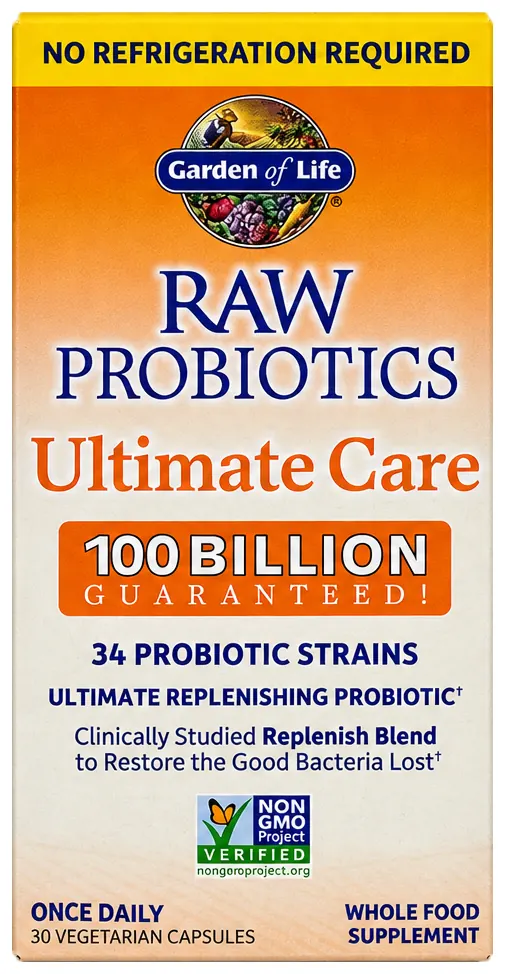 NO REFRIGERATION REQUIRED
Garden of Life
®
RAW
PROBIOTICS
Ultimate Care
100 BILLION
GUARANTEED!
34 PROBIOTIC STRAINS
ULTIMATE REPLENISHING PROBIOTIC†
Clinically Studied Replenish Blend
to Restore the Good Bacteria Lost†
NON
GMO
Project
VERIFIED
nongmoproject.org
ONCE DAILY
30 VEGETARIAN CAPSULES
WHOLE FOOD
SUPPLEMENT